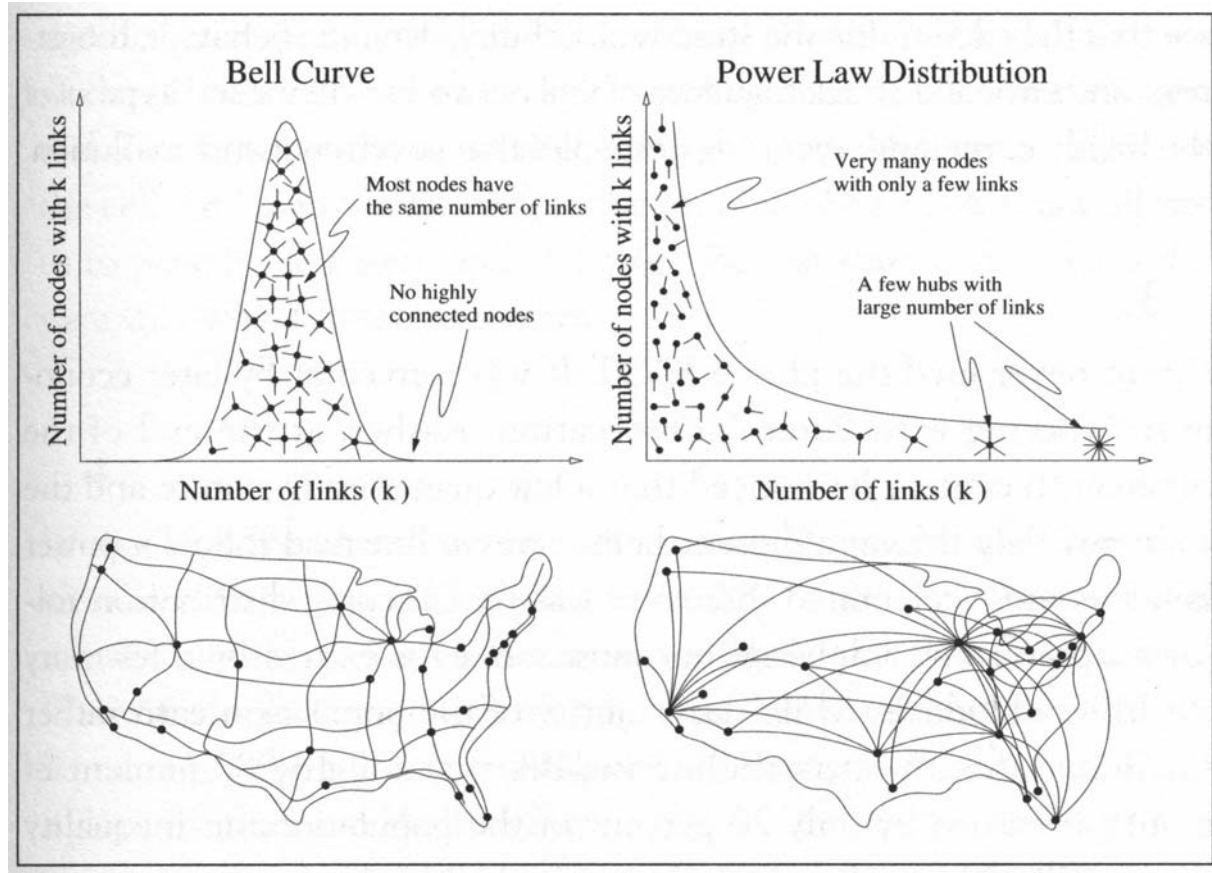 Bell Curve
Number of nodes with k links
Most nodes have
the same number of links
No highly
connected nodes
Number of links (k)
Power Law Distribution
Number of nodes with k links
Very many nodes
with only a few links
A few hubs with
large number of links
Number of links (k)